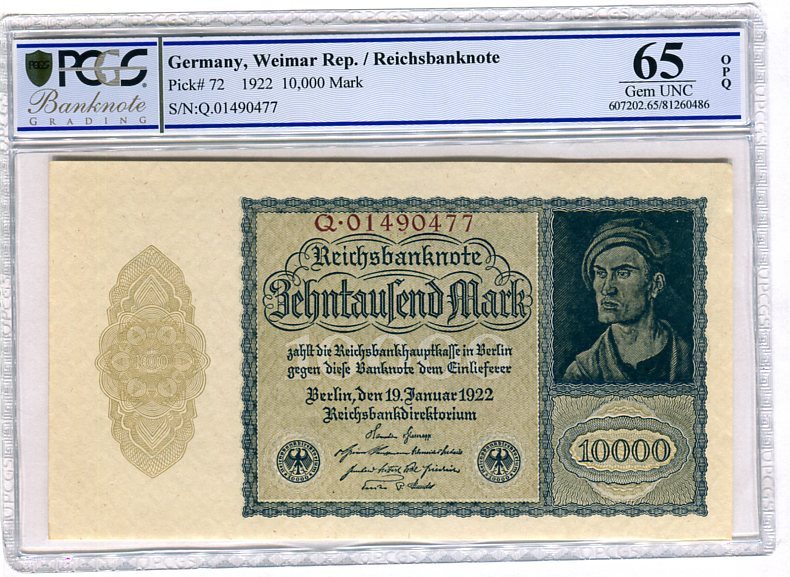 PCGS
Banknote
GRADING
Germany, Weimar Rep. / Reichsbanknote
Pick# 72 1922 10,000 Mark
S/N:Q.01490477
65
Gem UNC
607202.65/81260486
OPQ
Q·01490477
Reichsbanknote
Zehntausend Mark
zahlt die Reichsbankhauptkasse in Berlin
gegen diese Banknote dem Einlieferer
Berlin, den 19. Januar 1922
Reichsbankdirektorium
10000